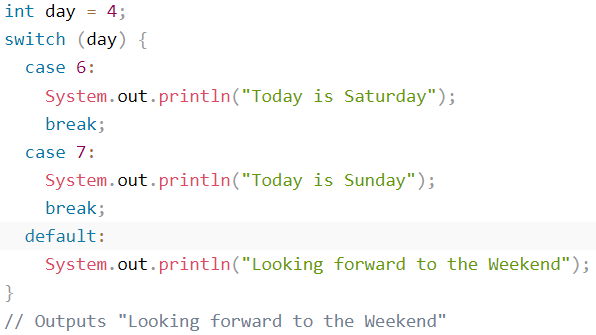 int day = 4;
switch (day) {
  case 6:
    System.out.println("Today is Saturday");
    break;
  case 7:
    System.out.println("Today is Sunday");
    break;
  default:
    System.out.println("Looking forward to the Weekend");
}
// Outputs "Looking forward to the Weekend"